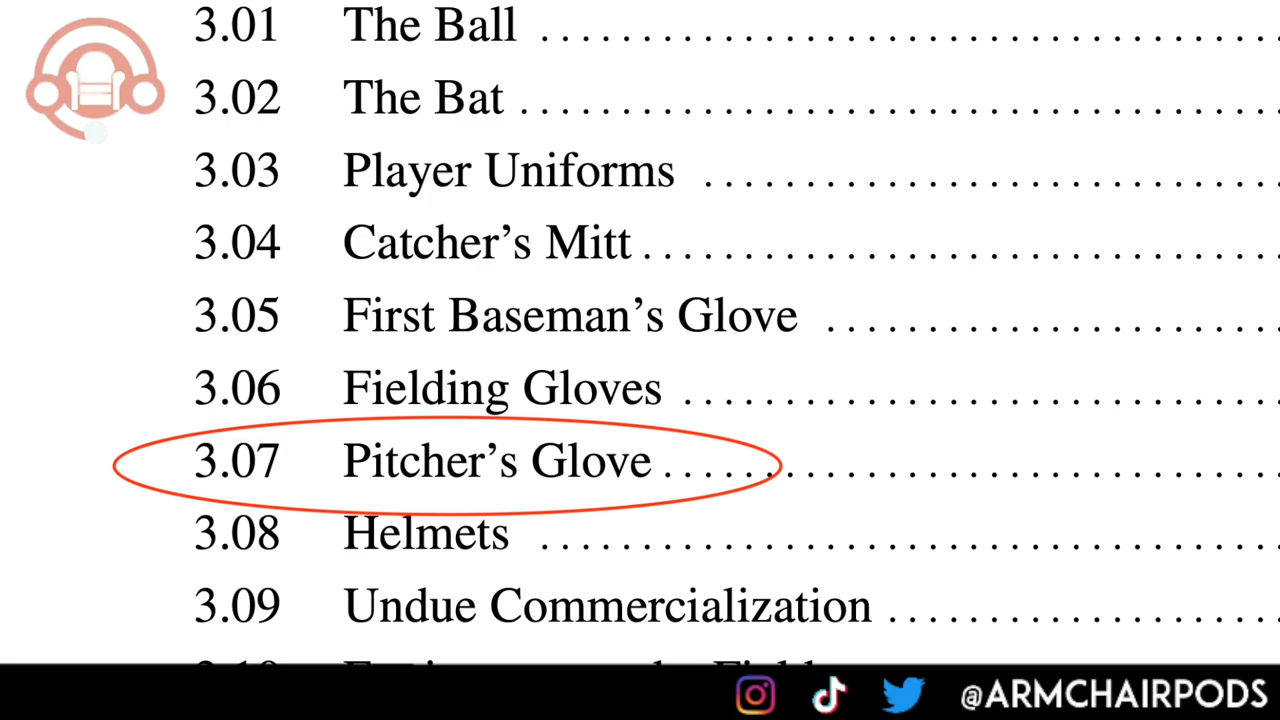 3.01 The Ball ..............................
3.02 The Bat ..............................
3.03 Player Uniforms ..............................
3.04 Catcher’s Mitt ..............................
3.05 First Baseman’s Glove ..............................
3.06 Fielding Gloves ..............................
3.07 Pitcher’s Glove ..............................
3.08 Helmets ..............................
3.09 Undue Commercialization ....................
@ARMCHAIRPODS